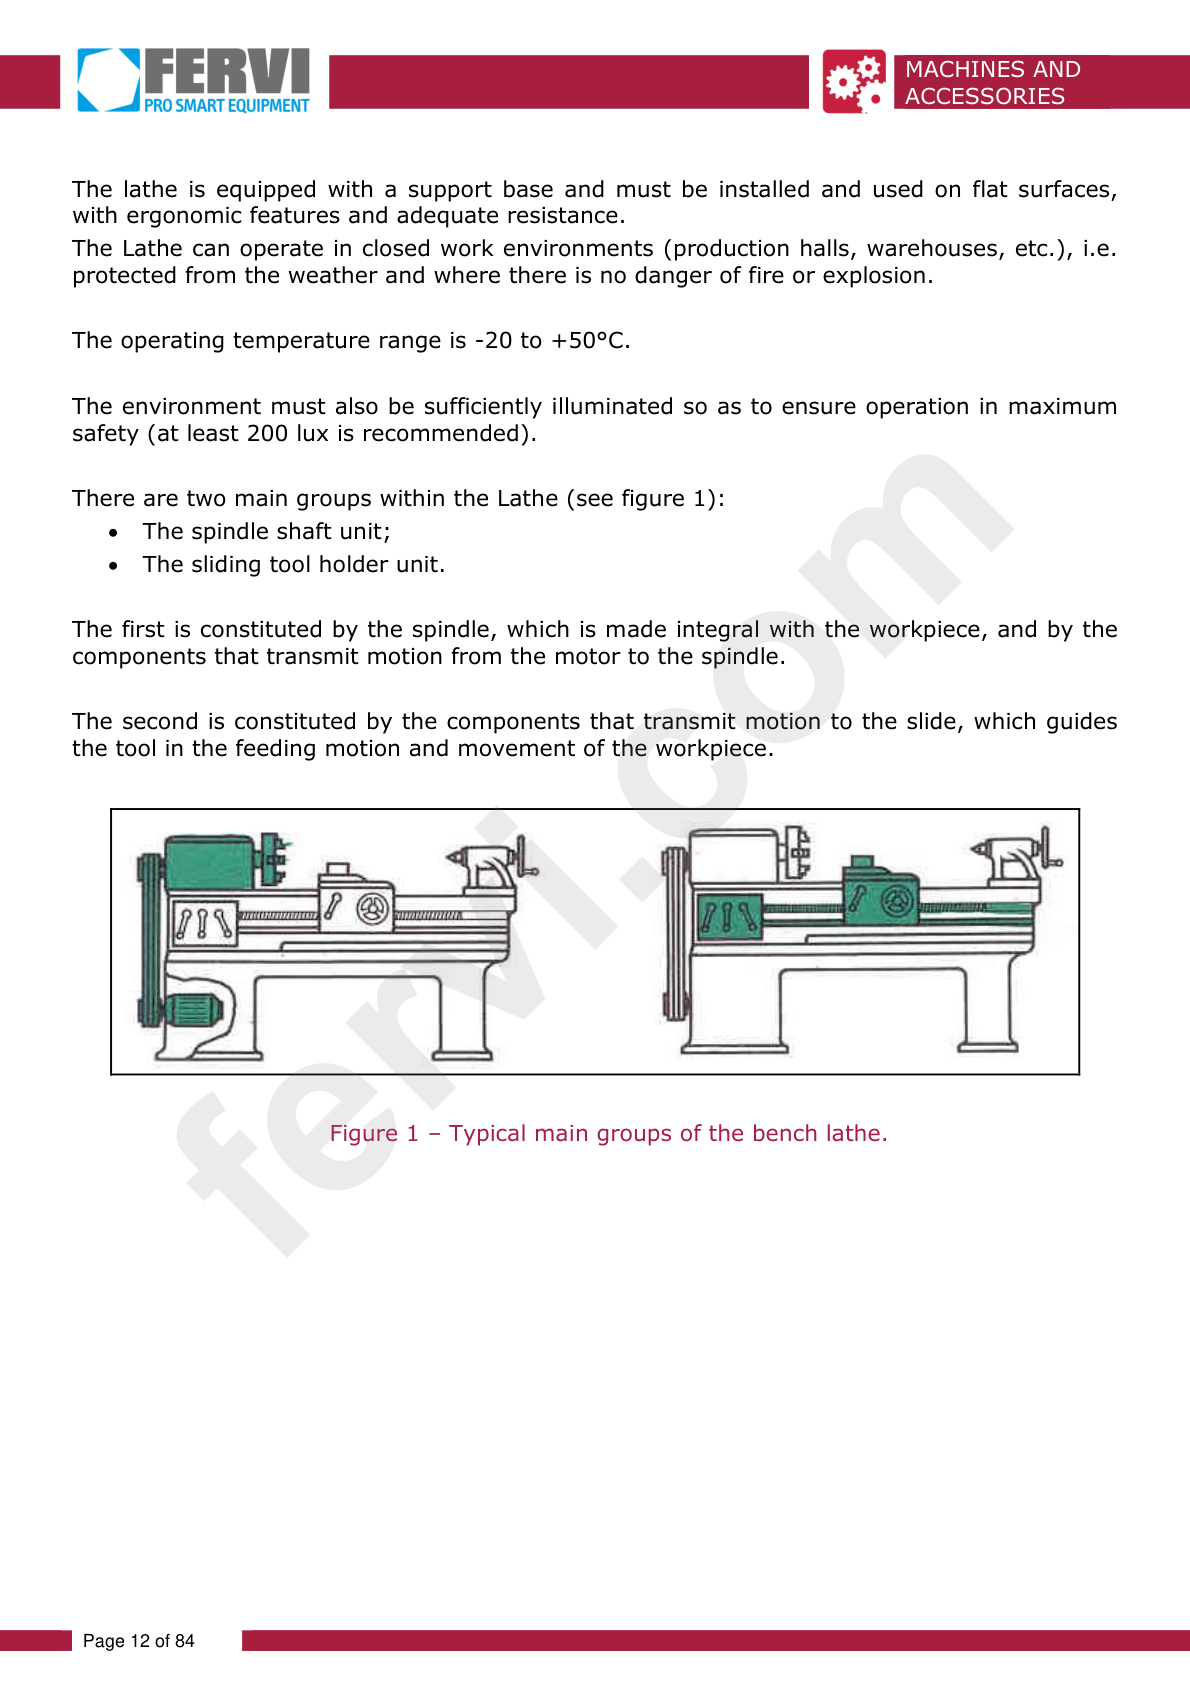 FERVI
PRO SMART EQUIPMENT
MACHINES AND
ACCESSORIES
The lathe is equipped with a support base and must be installed and used on flat surfaces,
with ergonomic features and adequate resistance.
The Lathe can operate in closed work environments (production halls, warehouses, etc.), i.e.
protected from the weather and where there is no danger of fire or explosion.
The operating temperature range is -20 to +50°C.
The environment must also be sufficiently illuminated so as to ensure operation in maximum
safety (at least 200 lux is recommended).
There are two main groups within the Lathe (see figure 1):
• The spindle shaft unit;
• The sliding tool holder unit.
The first is constituted by the spindle, which is made integral with the workpiece, and by the
components that transmit motion from the motor to the spindle.
The second is constituted by the components that transmit motion to the slide, which guides
the tool in the feeding motion and movement of the workpiece.
Figure 1 – Typical main groups of the bench lathe.
fervi.com
Page 12 of 84